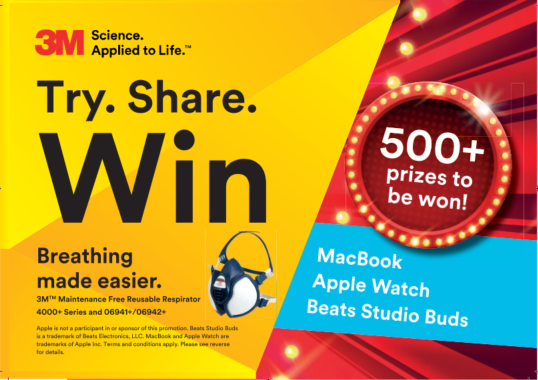 3M Science.
Applied to Life.™
Try. Share.
Win
500+
prizes to
be won!
Breathing
made easier.
3M™ Maintenance Free Reusable Respirator
4000+ Series and 06941+/06942+
MacBook
Apple Watch
Beats Studio Buds
Apple is not a participant in or sponsor of this promotion. Beats Studio Buds
is a trademark of Beats Electronics, LLC. MacBook and Apple Watch are
trademarks of Apple Inc. Terms and conditions apply. Please see reverse
for details.